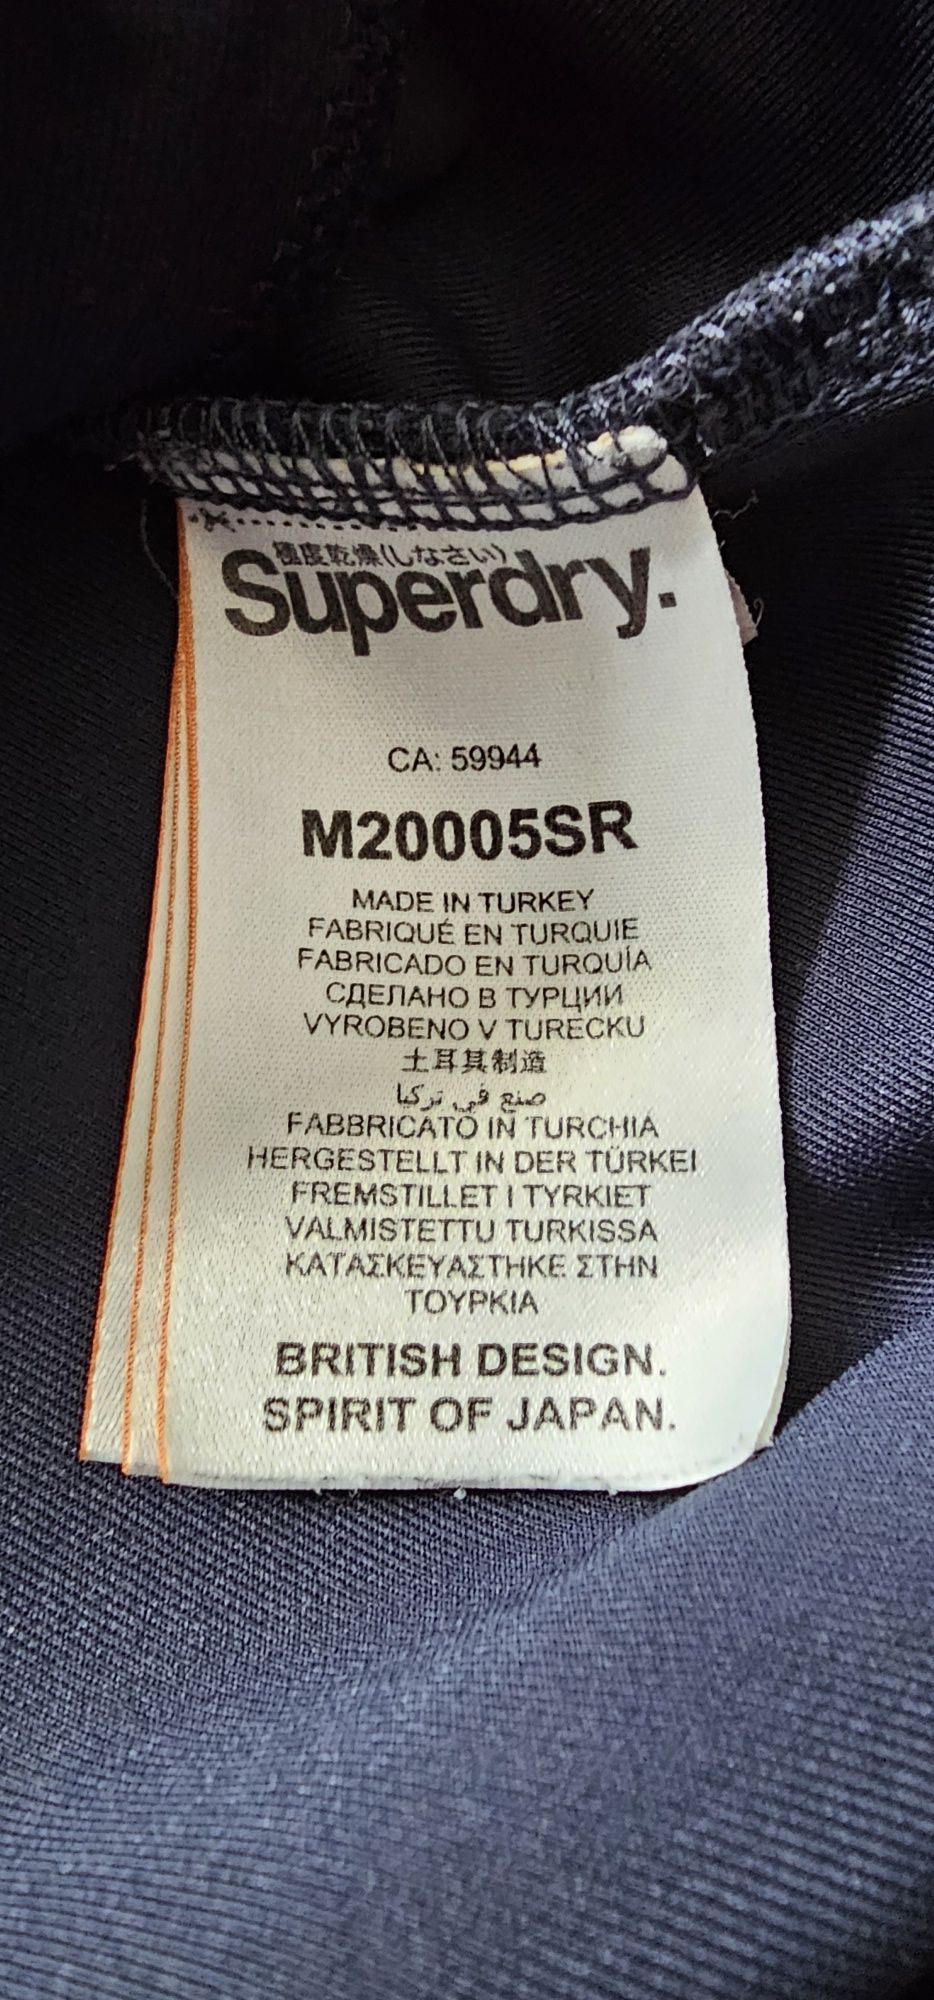 極度乾燥(しなさい)
Superdry.
CA: 59944
M20005SR
MADE IN TURKEY
FABRIQUÉ EN TURQUIE
FABRICADO EN TURQUÍA
СДЕЛАНО В ТУРЦИИ
VYROBENO V TURECKU
土耳其制造
صنع في تركيا
FABBRICATO IN TURCHIA
HERGESTELLT IN DER TÜRKEI
FREMSTILLET I TYRKIET
VALMISTETTU TURKISSA
ΚΑΤΑΣΚΕΥΑΣΤΗΚΕ ΣΤΗΝ
ΤΟΥΡΚΙΑ
BRITISH DESIGN.
SPIRIT OF JAPAN.